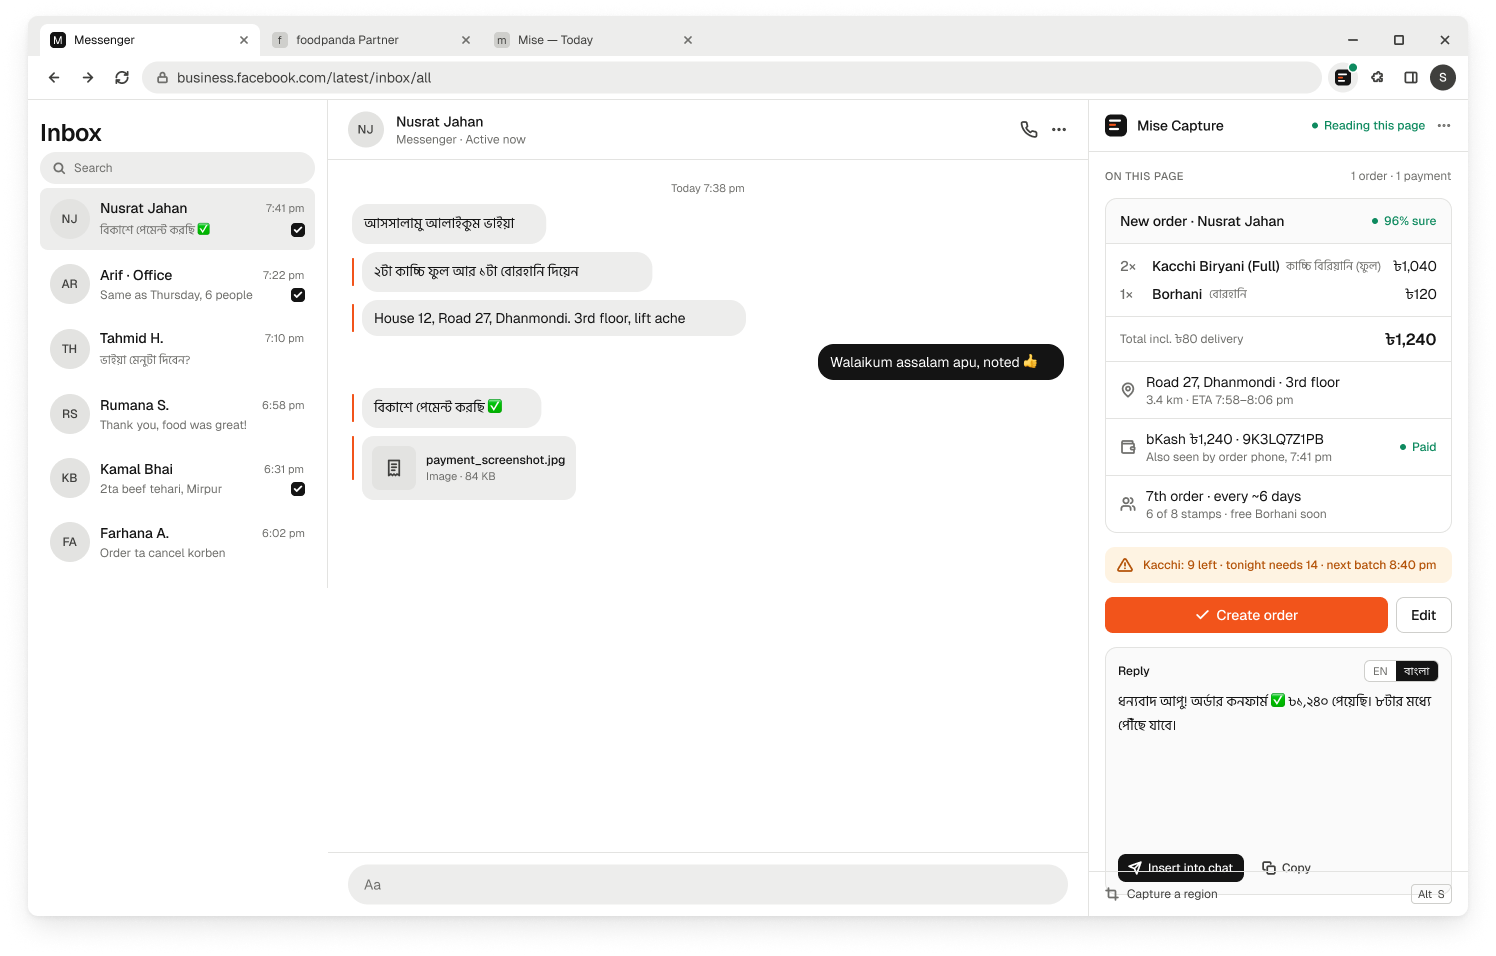 M Messenger
f foodpanda Partner
m Mise — Today
business.facebook.com/latest/inbox/all
S
Inbox
Search
NJ
Nusrat Jahan
7:41 pm
বিকাশে পেমেন্ট করছি ✅
AR
Arif · Office
7:22 pm
Same as Thursday, 6 people
TH
Tahmid H.
7:10 pm
ভাইয়া মেনুটা দিবেন?
RS
Rumana S.
6:58 pm
Thank you, food was great!
KB
Kamal Bhai
6:31 pm
2ta beef tehari, Mirpur
FA
Farhana A.
6:02 pm
Order ta cancel korben
NJ
Nusrat Jahan
Messenger · Active now
Today 7:38 pm
আসসালামু আলাইকুম ভাইয়া
২টা কাচ্চি ফুল আর ১টা বোরহানি দিয়েন
House 12, Road 27, Dhanmondi. 3rd floor, lift ache
Walaikum assalam apu, noted 👍
বিকাশে পেমেন্ট করছি ✅
payment_screenshot.jpg
Image · 84 KB
Aa
Mise Capture
Reading this page
ON THIS PAGE
1 order · 1 payment
New order · Nusrat Jahan
96% sure
2× Kacchi Biryani (Full) কাচ্চি বিরিয়ানি (ফুল) ৳1,040
1× Borhani বোরহানি ৳120
Total incl. ৳80 delivery ৳1,240
Road 27, Dhanmondi · 3rd floor
3.4 km · ETA 7:58–8:06 pm
bKash ৳1,240 · 9K3LQ7Z1PB
Also seen by order phone, 7:41 pm
Paid
7th order · every ~6 days
6 of 8 stamps · free Borhani soon
Kacchi: 9 left · tonight needs 14 · next batch 8:40 pm
Create order
Edit
Reply
EN বাংলা
ধন্যবাদ আপু! অর্ডার কনফার্ম ✅ ৳১,২৪০ পেয়েছি। ৮টার মধ্যে
পৌঁছে যাবে।
Insert into chat
Copy
Capture a region
Alt S